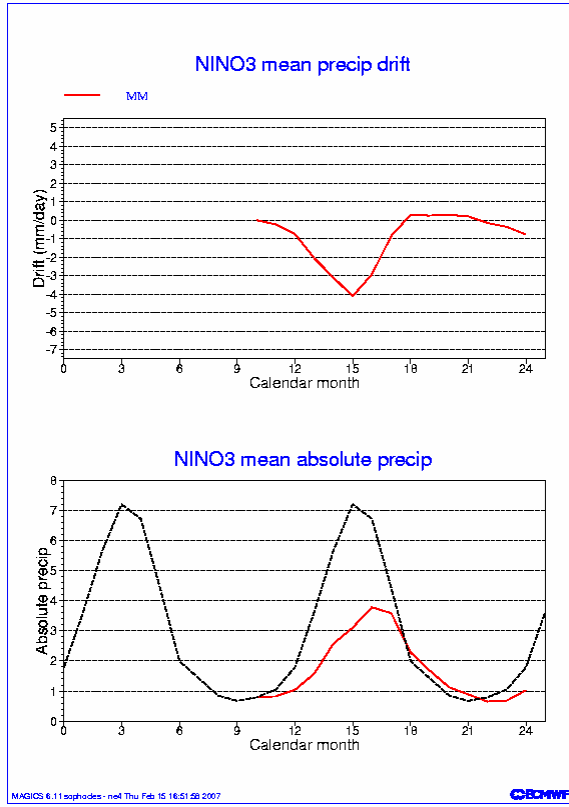 NINO3 mean precip drift
MM
5
4
3
2
1
0
-1
-2
-3
-4
-5
-6
-7
Drift (mm/day)
0 3 6 9 12 15 18 21 24
Calendar month
NINO3 mean absolute precip
8
7
6
5
4
3
2
1
0
Absolute precip
0 3 6 9 12 15 18 21 24
Calendar month
MAGICS 6.11 sophocles - ne4 Thu Feb 15 16:51:58 2007
ECMWF